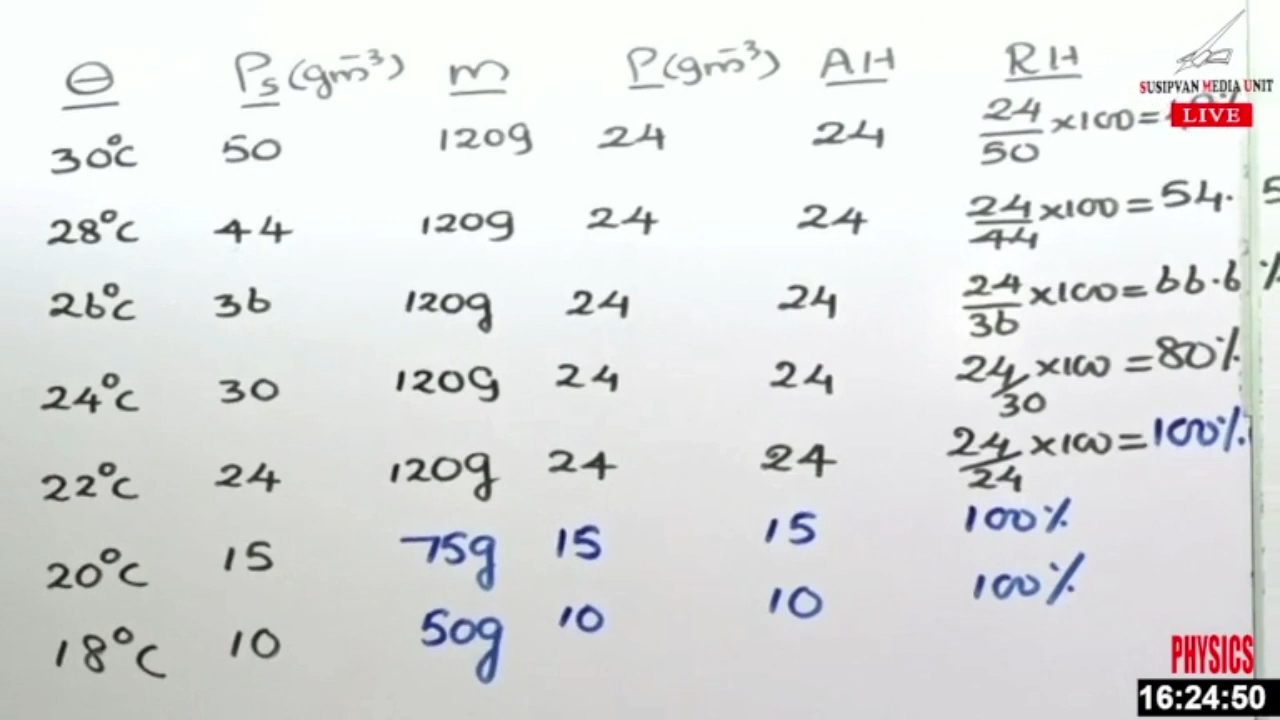 θ Ps(gm⁻³) m P(gm⁻³) AH RH
SUSIPVAN MEDIA UNIT
LIVE
30°C 50 120g 24 24 24/50 ×100=
28°C 44 120g 24 24 24/44 ×100 = 54.5
26°C 36 120g 24 24 24/36 ×100 = 66.6%
24°C 30 120g 24 24 24/30 ×100 = 80%
22°C 24 120g 24 24 24/24 ×100 = 100%
20°C 15 75g 15 15 100%
18°C 10 50g 10 10 100%
PHYSICS
16:24:50